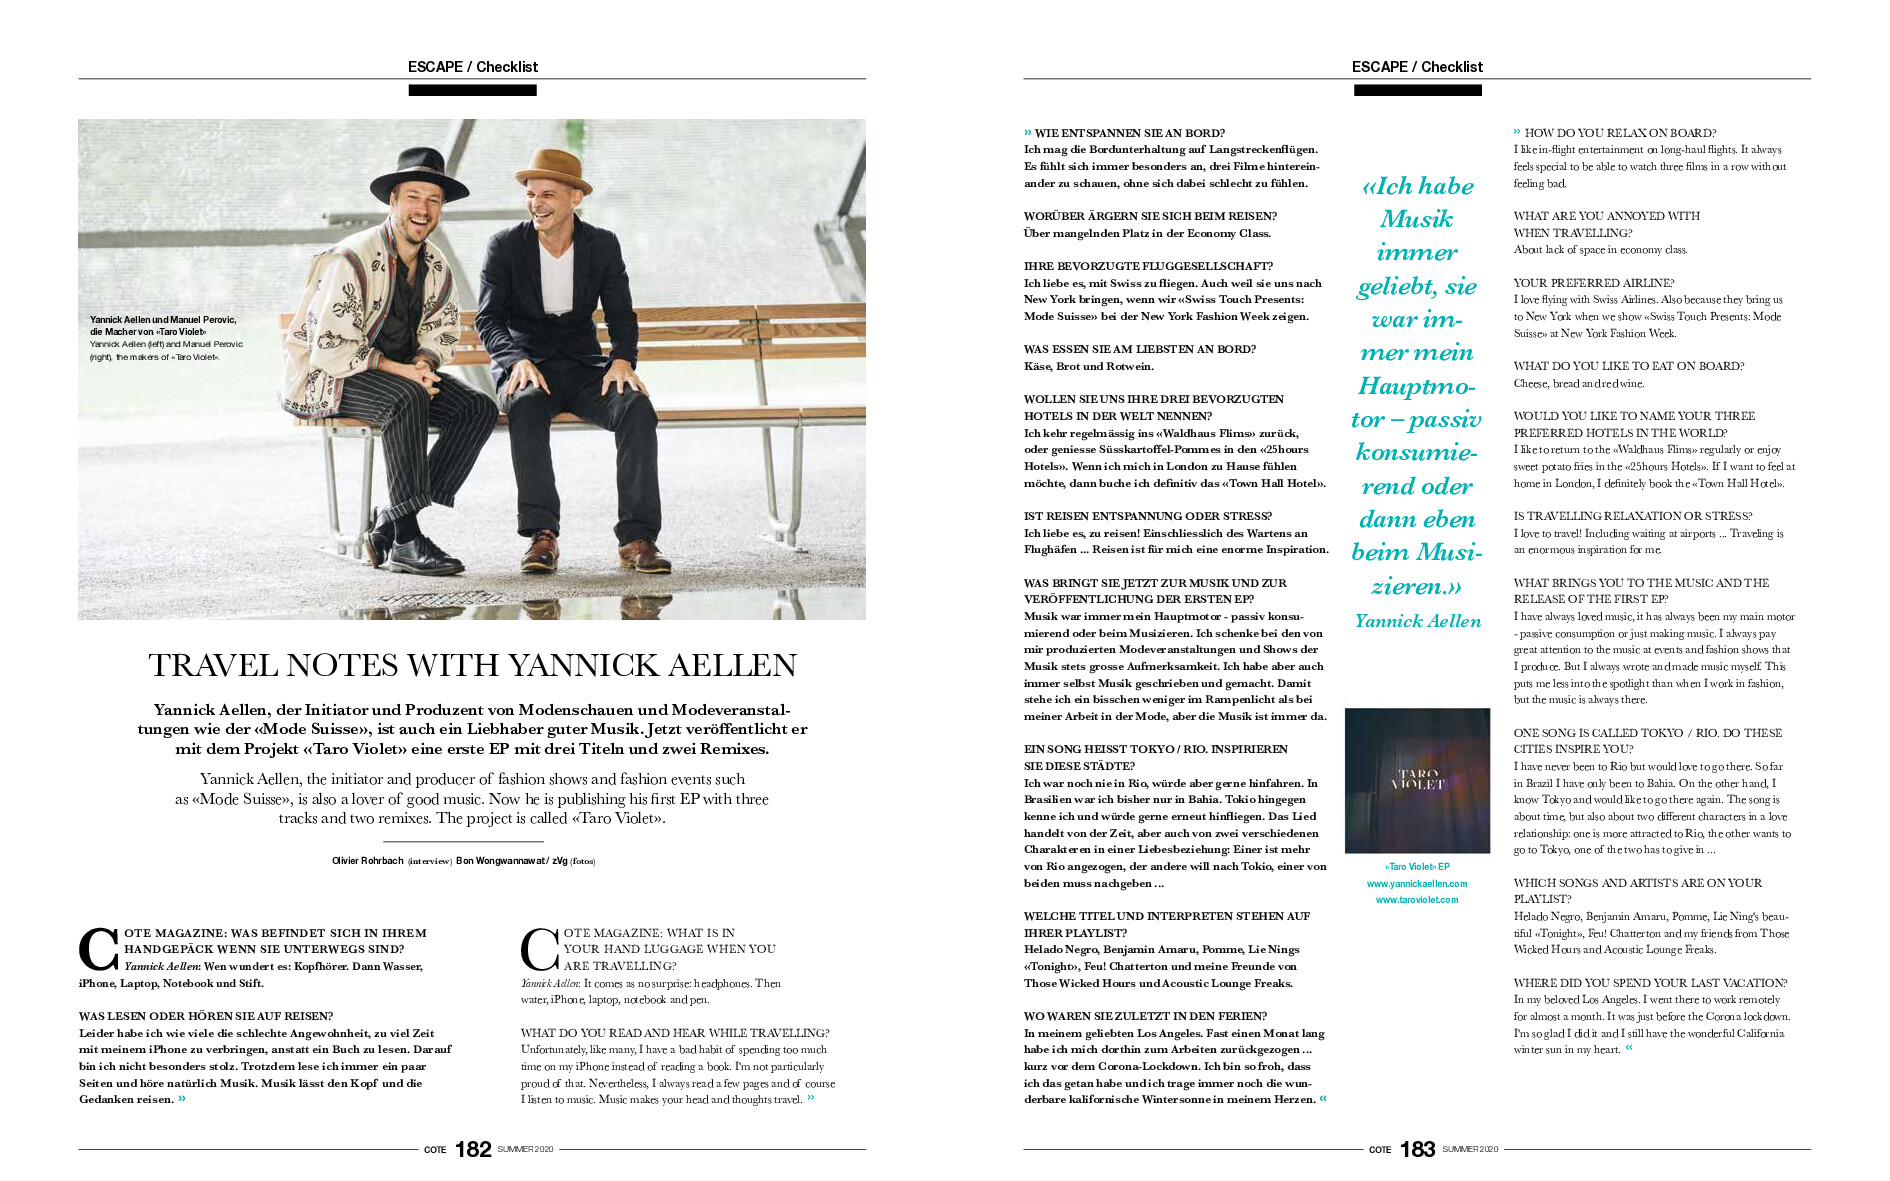 ESCAPE / Checklist
Yannick Aellen und Manuel Perovic,
die Macher von «Taro Violet»
Yannick Aellen (left) and Manuel Perovic
(right), the makers of «Taro Violet».
TRAVEL NOTES WITH YANNICK AELLEN
Yannick Aellen, der Initiator und Produzent von Modenschauen und Modeveranstal-
tungen wie der «Mode Suisse», ist auch ein Liebhaber guter Musik. Jetzt veröffentlicht er
mit dem Projekt «Taro Violet» eine erste EP mit drei Titeln und zwei Remixes.
Yannick Aellen, the initiator and producer of fashion shows and fashion events such
as «Mode Suisse», is also a lover of good music. Now he is publishing his first EP with three
tracks and two remixes. The project is called «Taro Violet».
Olivier Rohrbach (interview) Bon Wongwannawat / zVg (fotos)
COTE MAGAZINE: WAS BEFINDET SICH IN IHREM
HANDGEPÄCK WENN SIE UNTERWEGS SIND?
Yannick Aellen: Wen wundert es: Kopfhörer. Dann Wasser,
iPhone, Laptop, Notebook und Stift.
WAS LESEN ODER HÖREN SIE AUF REISEN?
Leider habe ich wie viele die schlechte Angewohnheit, zu viel Zeit
mit meinem iPhone zu verbringen, anstatt ein Buch zu lesen. Darauf
bin ich nicht besonders stolz. Trotzdem lese ich immer ein paar
Seiten und höre natürlich Musik. Musik lässt den Kopf und die
Gedanken reisen. »
COTE MAGAZINE: WHAT IS IN
YOUR HAND LUGGAGE WHEN YOU
ARE TRAVELLING?
Yannick Aellen: It comes as no surprise: headphones. Then
water, iPhone, laptop, notebook and pen.
WHAT DO YOU READ AND HEAR WHILE TRAVELLING?
Unfortunately, like many, I have a bad habit of spending too much
time on my iPhone instead of reading a book. I'm not particularly
proud of that. Nevertheless, I always read a few pages and of course
I listen to music. Music makes your head and thoughts travel. »
COTE 182 SUMMER 2020
ESCAPE / Checklist
» WIE ENTSPANNEN SIE AN BORD?
Ich mag die Bordunterhaltung auf Langstreckenflügen.
Es fühlt sich immer besonders an, drei Filme hinterein-
ander zu schauen, ohne sich dabei schlecht zu fühlen.
WORÜBER ÄRGERN SIE SICH BEIM REISEN?
Über mangelnden Platz in der Economy Class.
IHRE BEVORZUGTE FLUGGESELLSCHAFT?
Ich liebe es, mit Swiss zu fliegen. Auch weil sie uns nach
New York bringen, wenn wir «Swiss Touch Presents:
Mode Suisse» bei der New York Fashion Week zeigen.
WAS ESSEN SIE AM LIEBSTEN AN BORD?
Käse, Brot und Rotwein.
WOLLEN SIE UNS IHRE DREI BEVORZUGTEN
HOTELS IN DER WELT NENNEN?
Ich kehr regelmässig ins «Waldhaus Flims» zurück,
oder geniesse Süsskartoffel-Pommes in den «25hours
Hotels». Wenn ich mich in London zu Hause fühlen
möchte, dann buche ich definitiv das «Town Hall Hotel».
IST REISEN ENTSPANNUNG ODER STRESS?
Ich liebe es, zu reisen! Einschliesslich des Wartens an
Flughäfen ... Reisen ist für mich eine enorme Inspiration.
WAS BRINGT SIE JETZT ZUR MUSIK UND ZUR
VERÖFFENTLICHUNG DER ERSTEN EP?
Musik war immer mein Hauptmotor - passiv konsu-
mierend oder beim Musizieren. Ich schenke bei den von
mir produzierten Modeveranstaltungen und Shows der
Musik stets grosse Aufmerksamkeit. Ich habe aber auch
immer selbst Musik geschrieben und gemacht. Damit
stehe ich ein bisschen weniger im Rampenlicht als bei
meiner Arbeit in der Mode, aber die Musik ist immer da.
EIN SONG HEISST TOKYO / RIO. INSPIRIEREN
SIE DIESE STÄDTE?
Ich war noch nie in Rio, würde aber gerne hinfahren. In
Brasilien war ich bisher nur in Bahia. Tokio hingegen
kenne ich und würde gerne erneut hinfliegen. Das Lied
handelt von der Zeit, aber auch von zwei verschiedenen
Charakteren in einer Liebesbeziehung: Einer ist mehr
von Rio angezogen, der andere will nach Tokio, einer von
beiden muss nachgeben ...
WELCHE TITEL UND INTERPRETEN STEHEN AUF
IHRER PLAYLIST?
Helado Negro, Benjamin Amaru, Pomme, Lie Nings
«Tonight», Feu! Chatterton und meine Freunde von
Those Wicked Hours und Acoustic Lounge Freaks.
WO WAREN SIE ZULETZT IN DEN FERIEN?
In meinem geliebten Los Angeles. Fast einen Monat lang
habe ich mich dorthin zum Arbeiten zurückgezogen ...
kurz vor dem Corona-Lockdown. Ich bin so froh, dass
ich das getan habe und ich trage immer noch die wun-
derbare kalifornische Wintersonne in meinem Herzen. «
«Ich habe
Musik
immer
geliebt, sie
war im-
mer mein
Hauptmo-
tor – passiv
konsumie-
rend oder
dann eben
beim Musi-
zieren.»
Yannick Aellen
TARO
VIOLET
«Taro Violet» EP
www.yannickaellen.com
www.taroviolet.com
» HOW DO YOU RELAX ON BOARD?
I like in-flight entertainment on long-haul flights. It always
feels special to be able to watch three films in a row without
feeling bad.
WHAT ARE YOU ANNOYED WITH
WHEN TRAVELLING?
About lack of space in economy class.
YOUR PREFERRED AIRLINE?
I love flying with Swiss Airlines. Also because they bring us
to New York when we show «Swiss Touch Presents: Mode
Suisse» at New York Fashion Week.
WHAT DO YOU LIKE TO EAT ON BOARD?
Cheese, bread and red wine.
WOULD YOU LIKE TO NAME YOUR THREE
PREFERRED HOTELS IN THE WORLD?
I like to return to the «Waldhaus Flims» regularly or enjoy
sweet potato fries in the «25hours Hotels». If I want to feel at
home in London, I definitely book the «Town Hall Hotel».
IS TRAVELLING RELAXATION OR STRESS?
I love to travel! Including waiting at airports ... Traveling is
an enormous inspiration for me.
WHAT BRINGS YOU TO THE MUSIC AND THE
RELEASE OF THE FIRST EP?
I have always loved music, it has always been my main motor
- passive consumption or just making music. I always pay
great attention to the music at events and fashion shows that
I produce. But I always wrote and made music myself. This
puts me less into the spotlight than when I work in fashion,
but the music is always there.
ONE SONG IS CALLED TOKYO / RIO. DO THESE
CITIES INSPIRE YOU?
I have never been to Rio but would love to go there. So far
in Brazil I have only been to Bahia. On the other hand, I
know Tokyo and would like to go there again. The song is
about time, but also about two different characters in a love
relationship: one is more attracted to Rio, the other wants to
go to Tokyo, one of the two has to give in ...
WHICH SONGS AND ARTISTS ARE ON YOUR
PLAYLIST?
Helado Negro, Benjamin Amaru, Pomme, Lie Ning's beau-
tiful «Tonight», Feu! Chatterton and my friends from Those
Wicked Hours and Acoustic Lounge Freaks.
WHERE DID YOU SPEND YOUR LAST VACATION?
In my beloved Los Angeles. I went there to work remotely
for almost a month. It was just before the Corona lockdown.
I'm so glad I did it and I still have the wonderful California
winter sun in my heart. «
COTE 183 SUMMER 2020